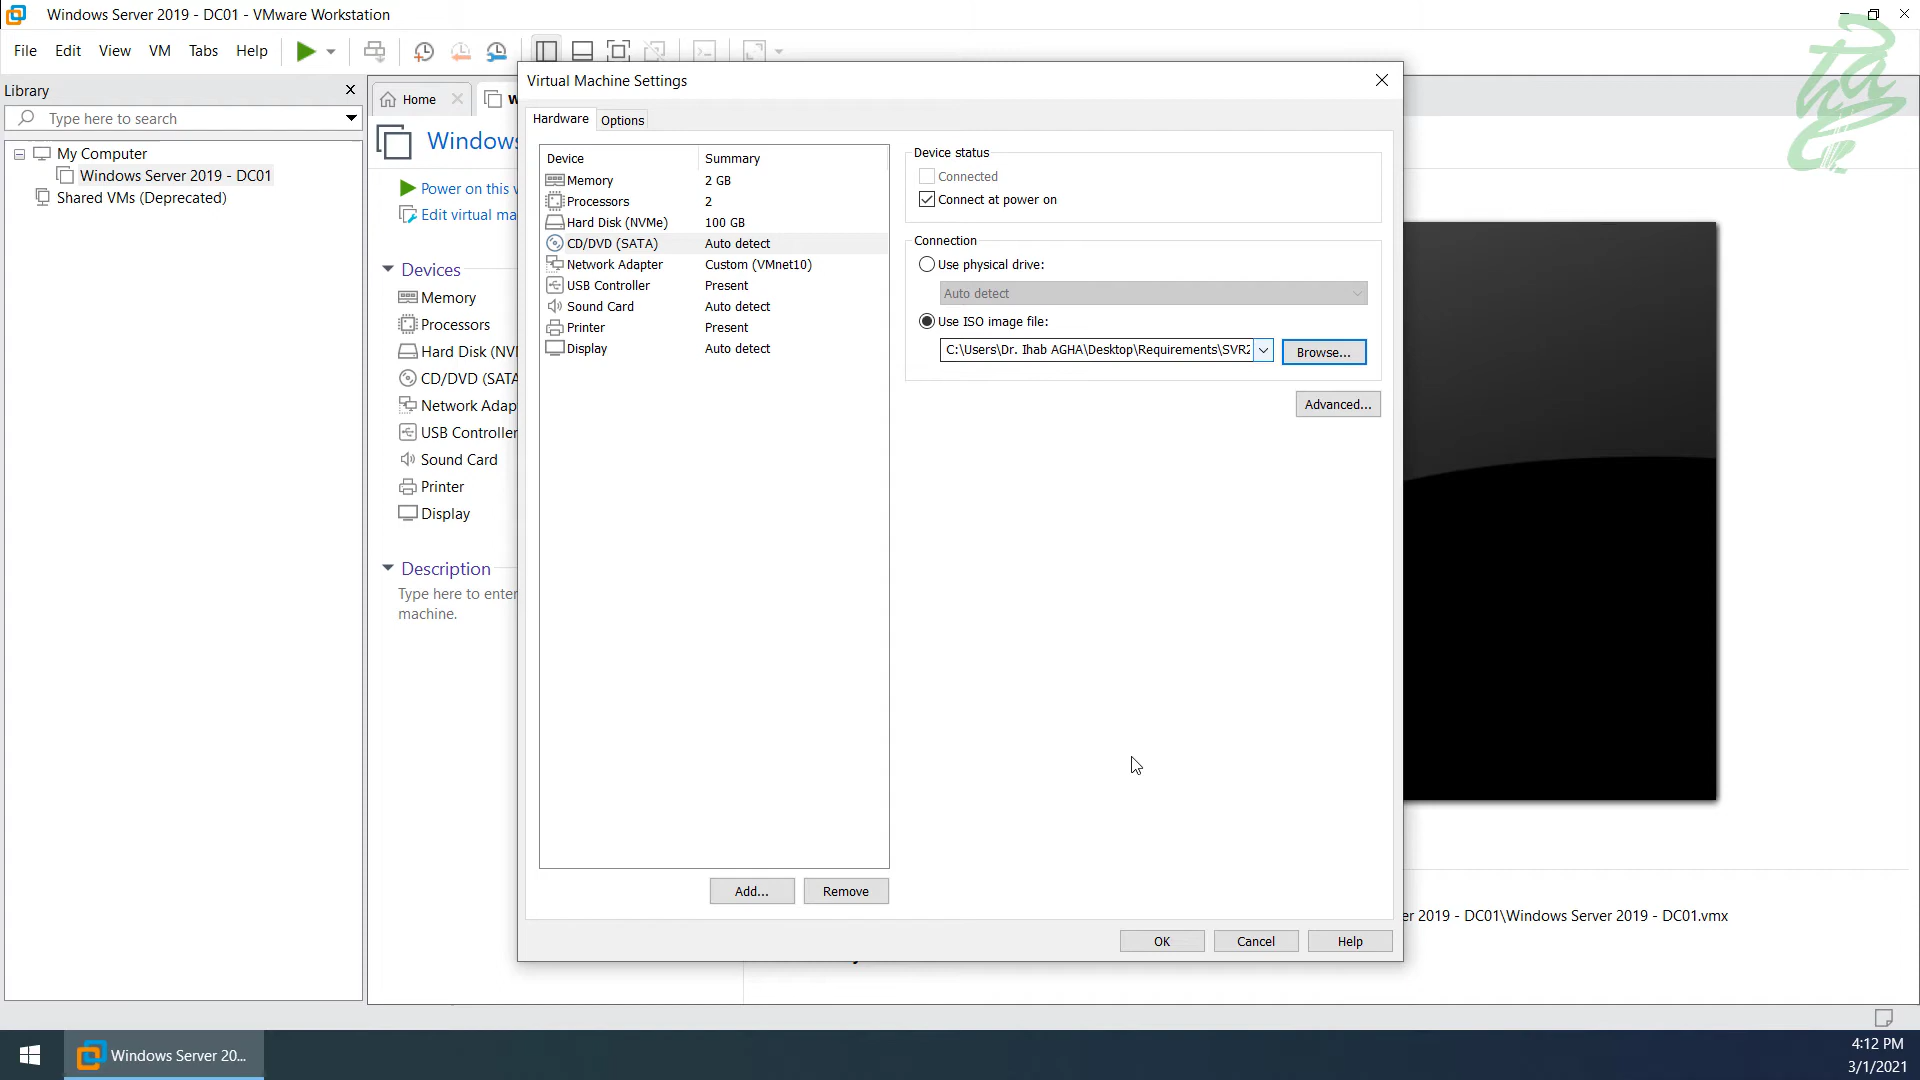 Windows Server 2019 - DC01 - VMware Workstation
File Edit View VM Tabs Help
Library
Type here to search
My Computer
Windows Server 2019 - DC01
Shared VMs (Deprecated)
Home
Windows
Power on this v
Edit virtual ma
Devices
Memory
Processors
Hard Disk (NVI
CD/DVD (SATA
Network Adap
USB Controller
Sound Card
Printer
Display
Description
Type here to enter
machine.
Virtual Machine Settings
Hardware Options
Device Summary
Memory 2 GB
Processors 2
Hard Disk (NVMe) 100 GB
CD/DVD (SATA) Auto detect
Network Adapter Custom (VMnet10)
USB Controller Present
Sound Card Auto detect
Printer Present
Display Auto detect
Add... Remove
Device status
Connected
Connect at power on
Connection
Use physical drive:
Auto detect
Use ISO image file:
C:\Users\Dr. Ihab AGHA\Desktop\Requirements\SVR2
Browse...
Advanced...
OK Cancel Help
er 2019 - DC01\Windows Server 2019 - DC01.vmx
Windows Server 20...
4:12 PM
3/1/2021